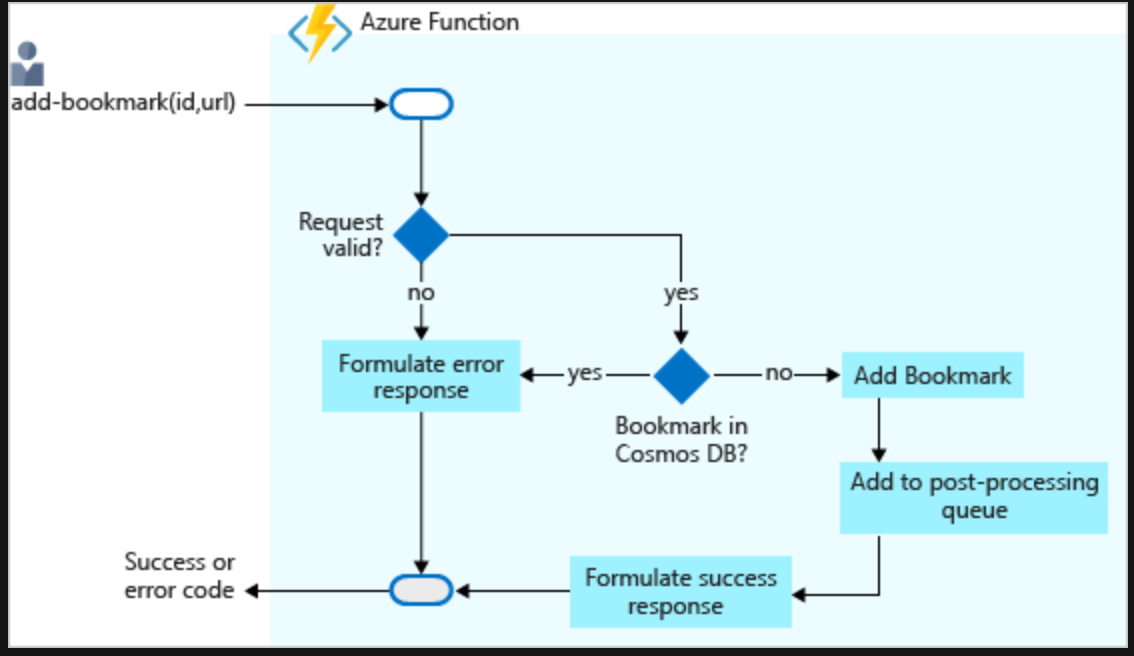 Azure Function
add-bookmark(id,url)
Request
valid?
no
yes
Formulate error
response
yes
no
Add Bookmark
Bookmark in
Cosmos DB?
Add to post-processing
queue
Success or
error code
Formulate success
response